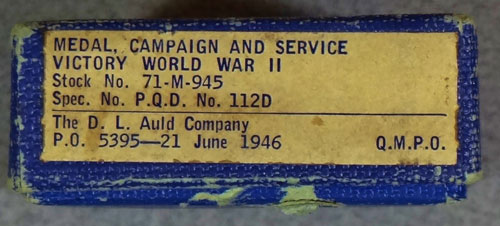 MEDAL, CAMPAIGN AND SERVICE
VICTORY WORLD WAR II
Stock No. 71-M-945
Spec. No. P.Q.D. No. 112D
The D. L. Auld Company
P.O. 5395—21 June 1946 Q.M.P.O.